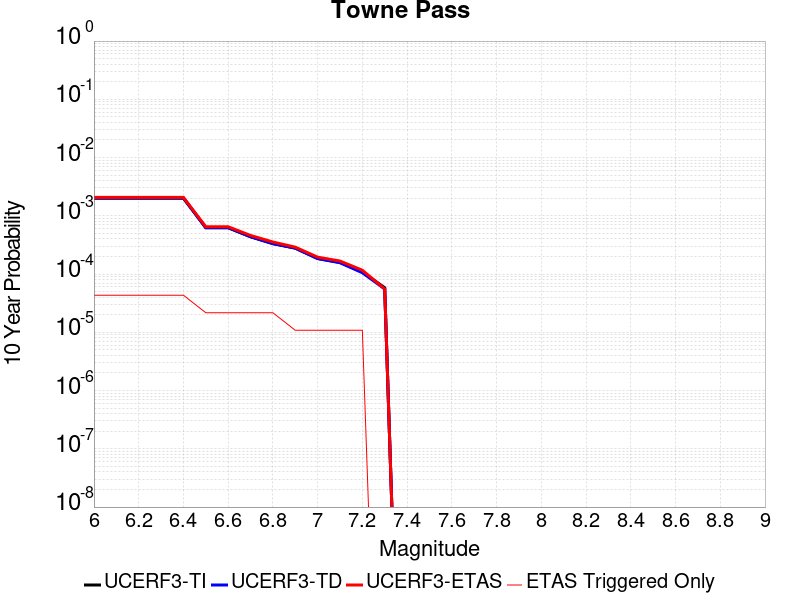 Towne Pass
10 Year Probability
10^0
10^-1
10^-2
10^-3
10^-4
10^-5
10^-6
10^-7
10^-8
6 6.2 6.4 6.6 6.8 7 7.2 7.4 7.6 7.8 8 8.2 8.4 8.6 8.8 9
Magnitude
UCERF3-TI UCERF3-TD UCERF3-ETAS ETAS Triggered Only